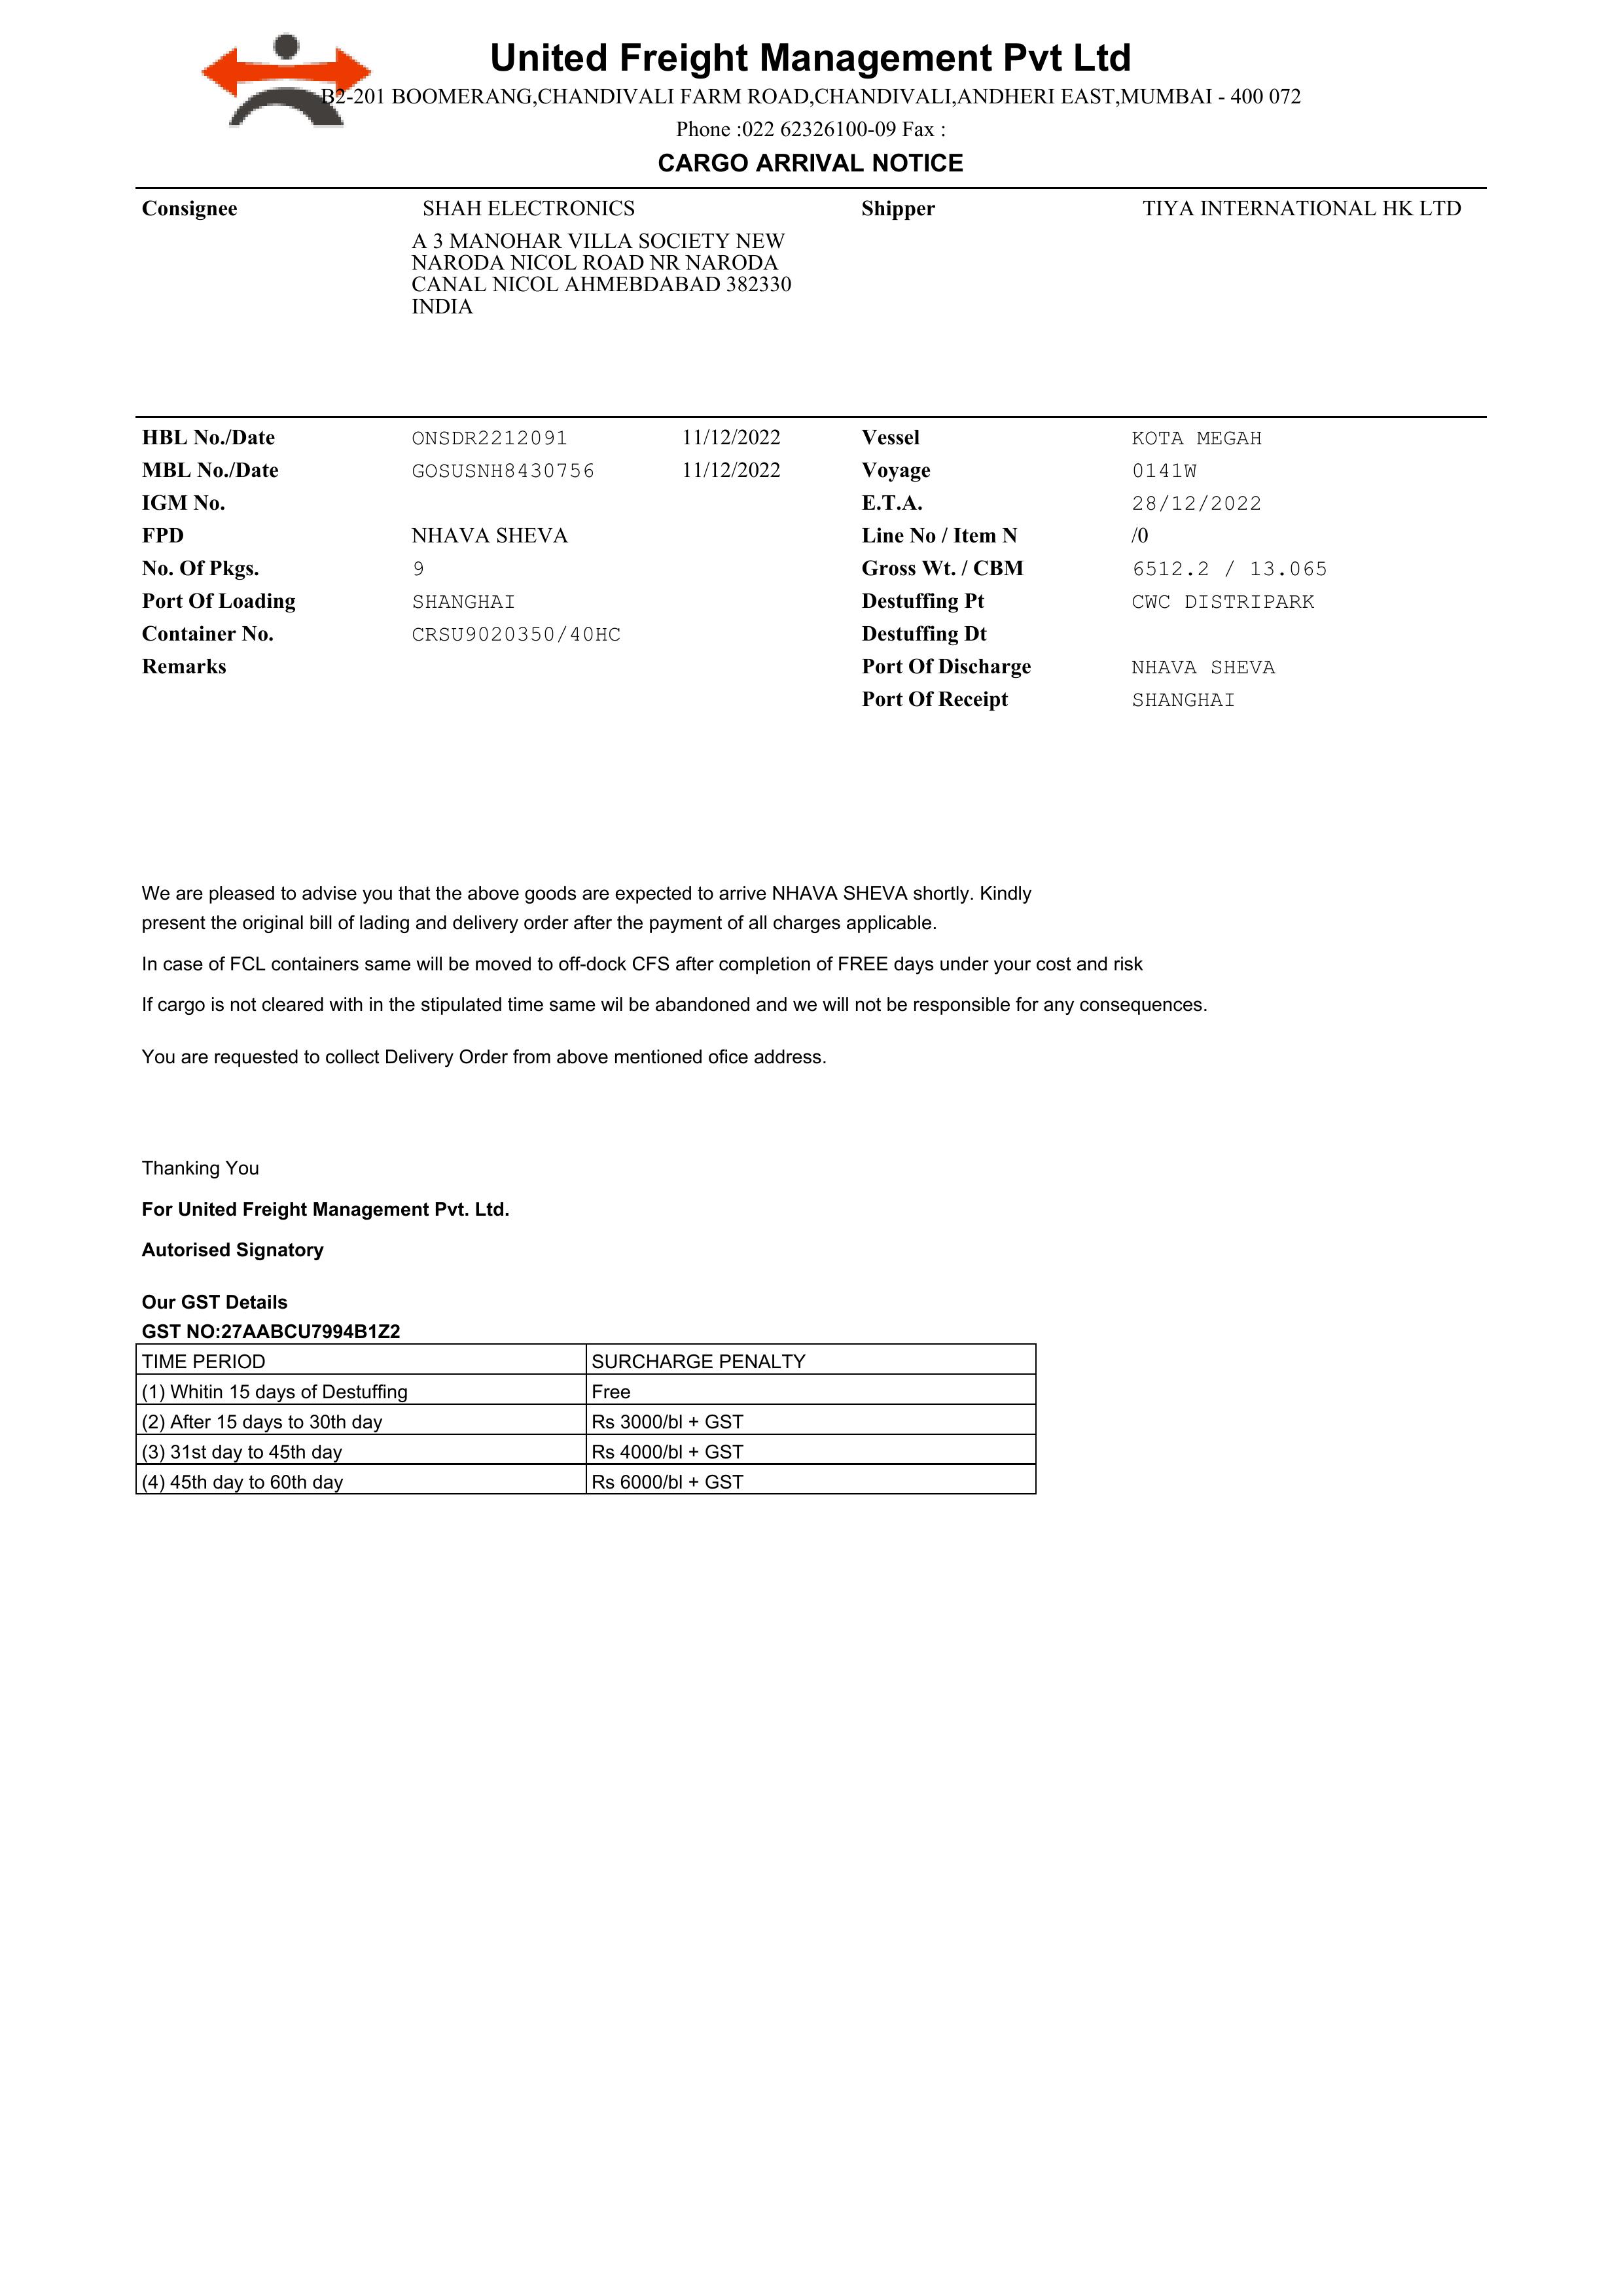 United Freight Management Pvt Ltd
B2-201 BOOMERANG,CHANDIVALI FARM ROAD,CHANDIVALI,ANDHERI EAST,MUMBAI - 400 072
Phone :022 62326100-09 Fax :
CARGO ARRIVAL NOTICE
Consignee SHAH ELECTRONICS Shipper TIYA INTERNATIONAL HK LTD
A 3 MANOHAR VILLA SOCIETY NEW
NARODA NICOL ROAD NR NARODA
CANAL NICOL AHMEBDABAD 382330
INDIA
HBL No./Date ONSDR2212091 11/12/2022 Vessel KOTA MEGAH
MBL No./Date GOSUSNH8430756 11/12/2022 Voyage 0141W
IGM No. E.T.A. 28/12/2022
FPD NHAVA SHEVA Line No / Item N /0
No. Of Pkgs. 9 Gross Wt. / CBM 6512.2 / 13.065
Port Of Loading SHANGHAI Destuffing Pt CWC DISTRIPARK
Container No. CRSU9020350/40HC Destuffing Dt
Remarks Port Of Discharge NHAVA SHEVA
Port Of Receipt SHANGHAI
We are pleased to advise you that the above goods are expected to arrive NHAVA SHEVA shortly. Kindly
present the original bill of lading and delivery order after the payment of all charges applicable.
In case of FCL containers same will be moved to off-dock CFS after completion of FREE days under your cost and risk
If cargo is not cleared with in the stipulated time same wil be abandoned and we will not be responsible for any consequences.
You are requested to collect Delivery Order from above mentioned ofice address.
Thanking You
For United Freight Management Pvt. Ltd.
Autorised Signatory
Our GST Details
GST NO:27AABCU7994B1Z2
TIME PERIOD SURCHARGE PENALTY
(1) Whitin 15 days of Destuffing Free
(2) After 15 days to 30th day Rs 3000/bl + GST
(3) 31st day to 45th day Rs 4000/bl + GST
(4) 45th day to 60th day Rs 6000/bl + GST